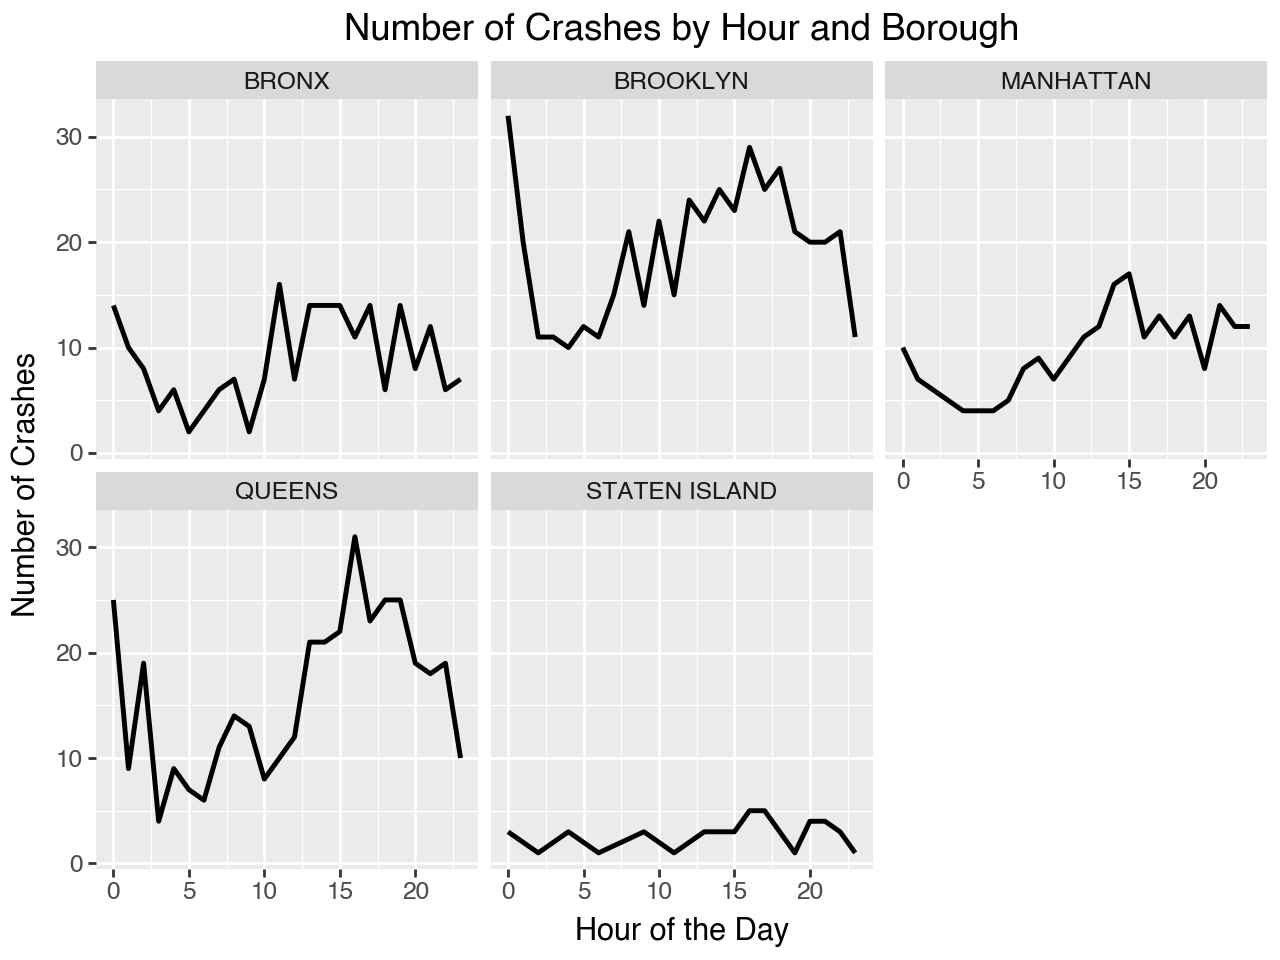 Number of Crashes by Hour and Borough
BRONX
BROOKLYN
MANHATTAN
30
20
10
0
0 5 10 15 20
QUEENS
STATEN ISLAND
30
20
10
0
0 5 10 15 20
0 5 10 15 20
Number of Crashes
Hour of the Day